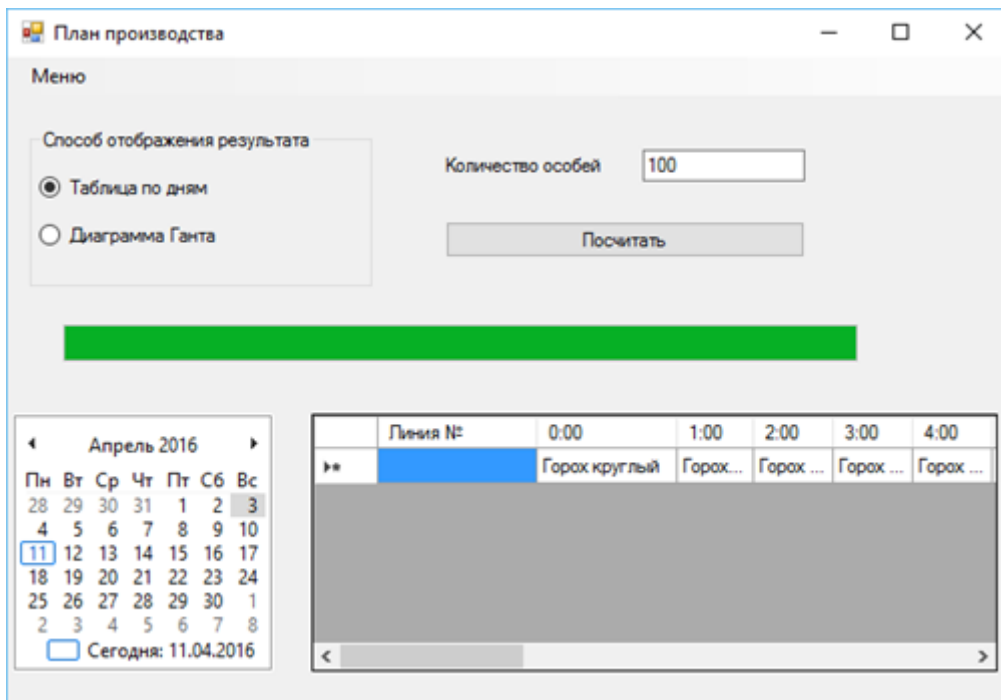 План производства
Меню
Способ отображения результата
Таблица по дням
Диаграмма Ганта
Количество особей 100
Посчитать
Апрель 2016
Пн Вт Ср Чт Пт Сб Вс
28 29 30 31 1 2 3
4 5 6 7 8 9 10
11 12 13 14 15 16 17
18 19 20 21 22 23 24
25 26 27 28 29 30 1
2 3 4 5 6 7 8
Сегодня: 11.04.2016
Линия № 0:00 1:00 2:00 3:00 4:00
Горох круглый Горох... Горох ... Горох ... Горох ...